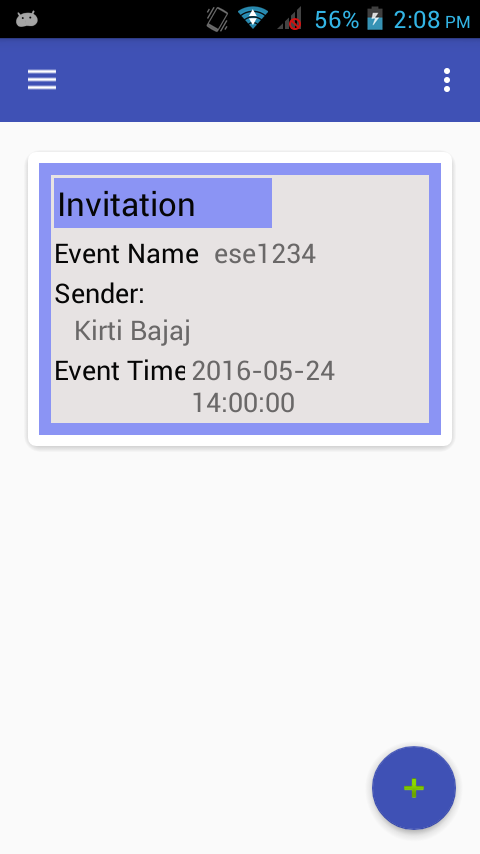 56% 2:08 PM
Invitation
Event Name ese1234
Sender:
Kirti Bajaj
Event Time 2016-05-24
14:00:00
+